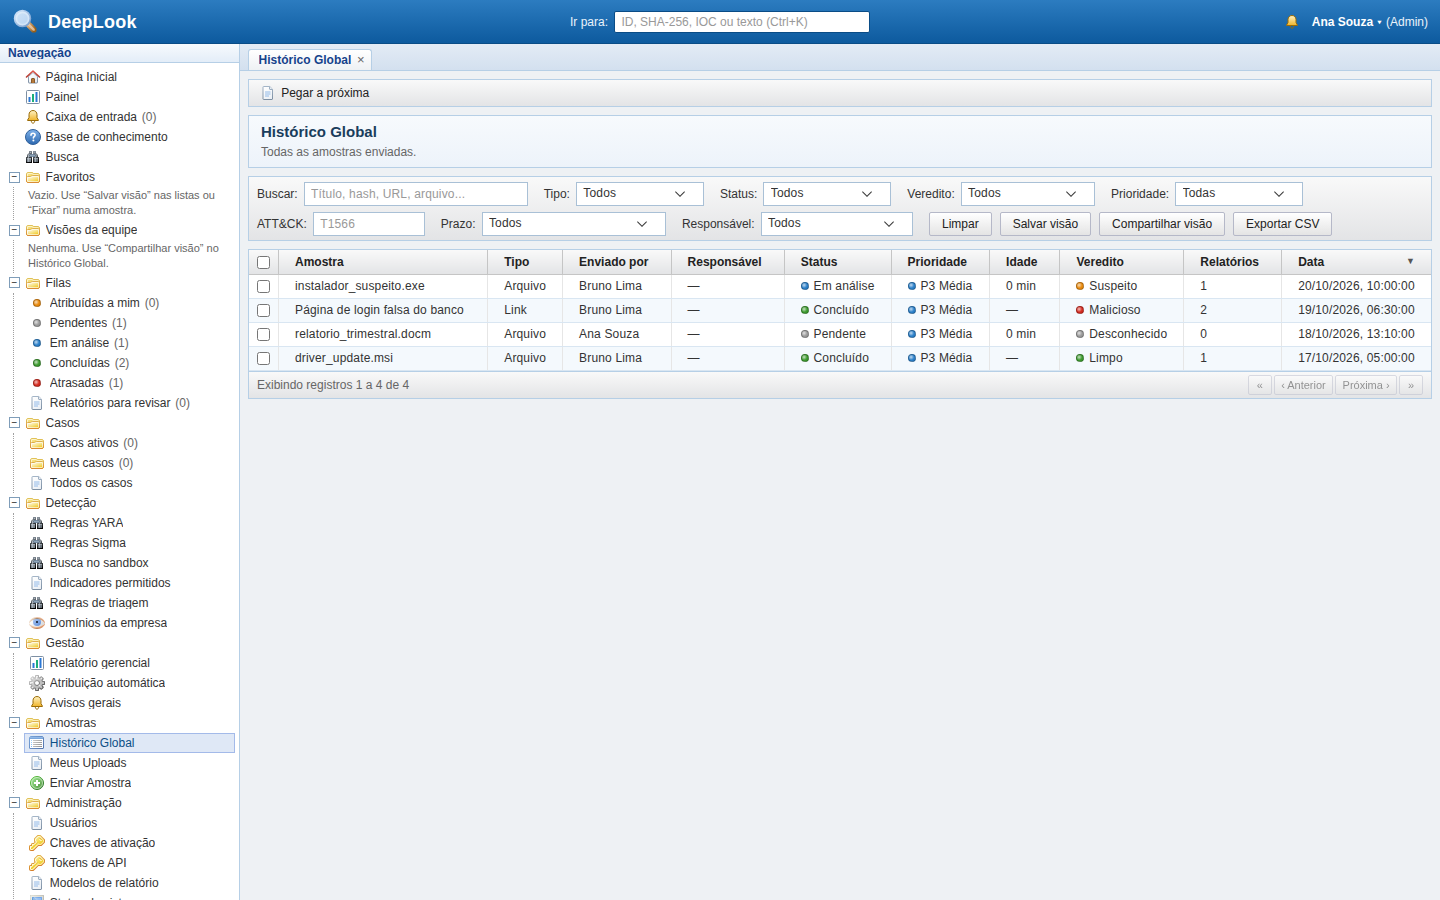 DeepLook
Ir para: ID, SHA-256, IOC ou texto (Ctrl+K)
Ana Souza (Admin)
Navegação
Página Inicial
Painel
Caixa de entrada (0)
Base de conhecimento
Busca
Favoritos
Vazio. Use “Salvar visão” nas listas ou
“Fixar” numa amostra.
Visões da equipe
Nenhuma. Use “Compartilhar visão” no
Histórico Global.
Filas
Atribuídas a mim (0)
Pendentes (1)
Em análise (1)
Concluídas (2)
Atrasadas (1)
Relatórios para revisar (0)
Casos
Casos ativos (0)
Meus casos (0)
Todos os casos
Detecção
Regras YARA
Regras Sigma
Busca no sandbox
Indicadores permitidos
Regras de triagem
Domínios da empresa
Gestão
Relatório gerencial
Atribuição automática
Avisos gerais
Amostras
Histórico Global
Meus Uploads
Enviar Amostra
Administração
Usuários
Chaves de ativação
Tokens de API
Modelos de relatório
Histórico Global ×
Pegar a próxima
Histórico Global
Todas as amostras enviadas.
Buscar: Título, hash, URL, arquivo... Tipo: Todos Status: Todos Veredito: Todos Prioridade: Todas
ATT&CK: T1566 Prazo: Todos Responsável: Todos Limpar Salvar visão Compartilhar visão Exportar CSV
Amostra Tipo Enviado por Responsável Status Prioridade Idade Veredito Relatórios Data ▼
instalador_suspeito.exe Arquivo Bruno Lima — Em análise P3 Média 0 min Suspeito 1 20/10/2026, 10:00:00
Página de login falsa do banco Link Bruno Lima — Concluído P3 Média — Malicioso 2 19/10/2026, 06:30:00
relatorio_trimestral.docm Arquivo Ana Souza — Pendente P3 Média 0 min Desconhecido 0 18/10/2026, 13:10:00
driver_update.msi Arquivo Bruno Lima — Concluído P3 Média — Limpo 1 17/10/2026, 05:00:00
Exibindo registros 1 a 4 de 4 « ‹ Anterior Próxima › »